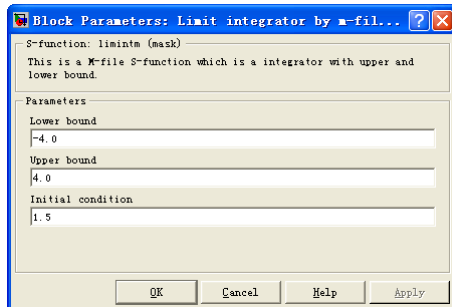 Block Parameters: Limit integrator by m-fil...
S-function: limintm (mask)
This is a M-file S-function which is a integrator with upper and
lower bound.
Parameters
Lower bound
-4.0
Upper bound
4.0
Initial condition
1.5
OK Cancel Help Apply